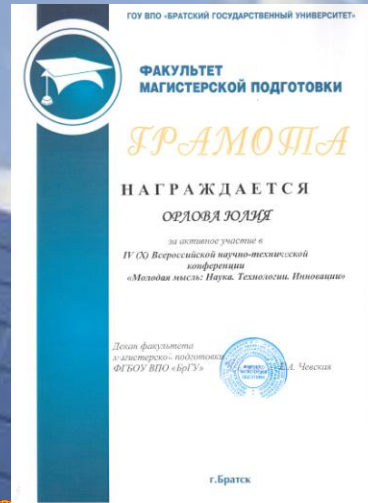 ГОУ ВПО «БРАТСКИЙ ГОСУДАРСТВЕННЫЙ УНИВЕРСИТЕТ»
ФАКУЛЬТЕТ
МАГИСТЕРСКОЙ ПОДГОТОВКИ
ГРАМОТА
НАГРАЖДАЕТСЯ
ОРЛОВА ЮЛИЯ
за активное участие в
IV (X) Всероссийской научно-технической
конференции
«Молодая мысль: Наука. Технологии. Инновации»
Декан факультета
магистерской подготовки
ФГБОУ ВПО «БрГУ» Е.А. Чевская
г.Братск